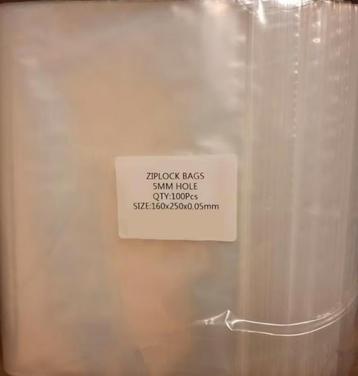 ZIPLOCK BAGS
5MM HOLE
QTY:100Pcs
SIZE:160x250x0.05mm